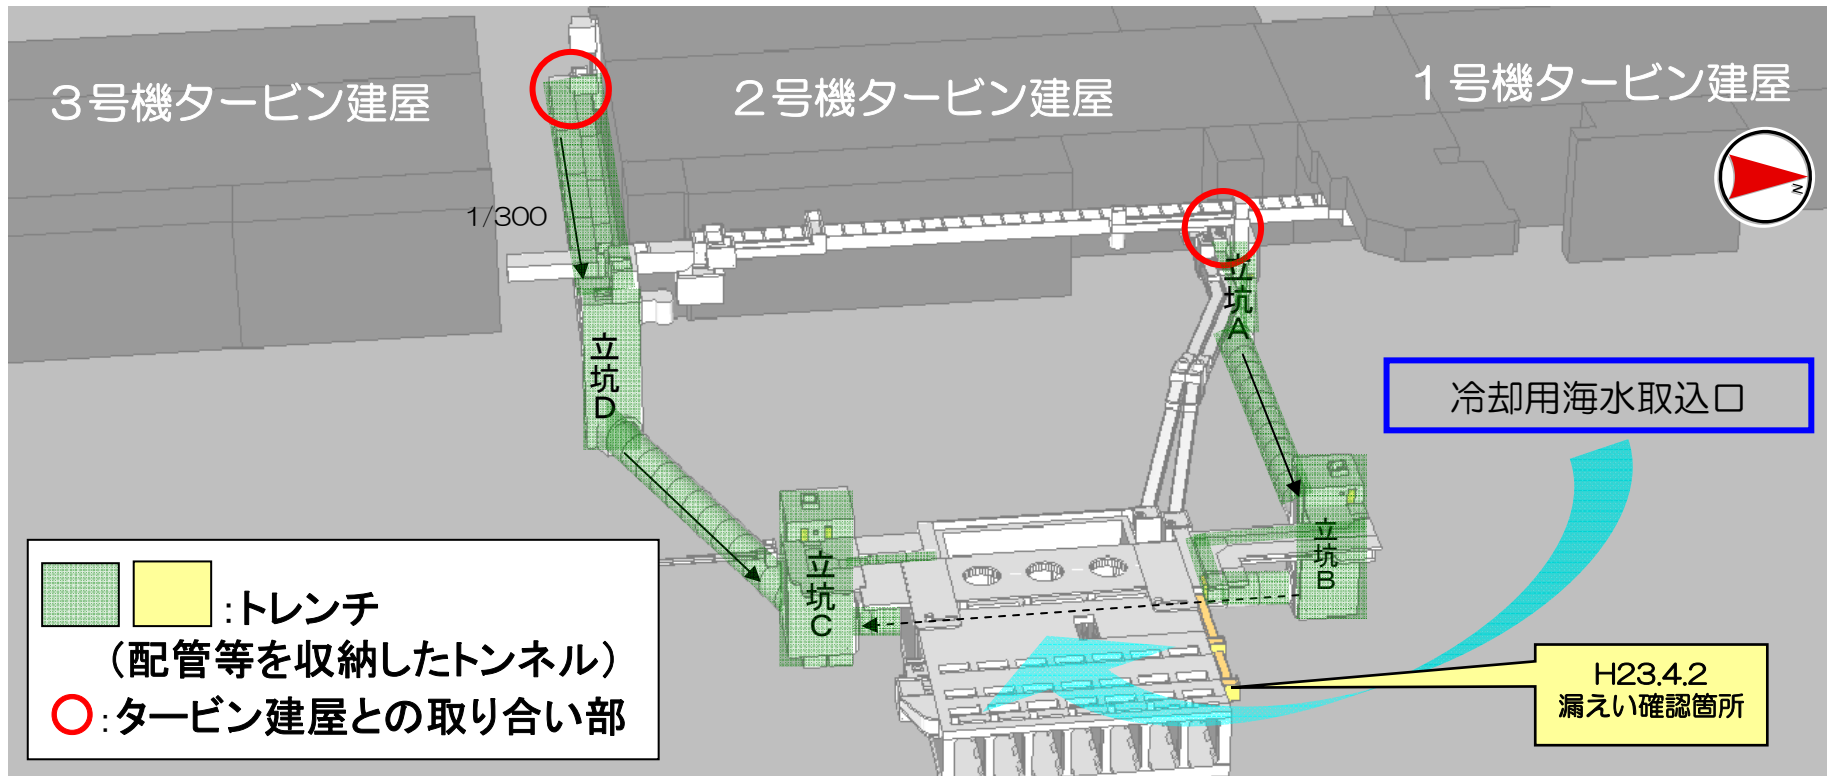 3号機タービン建屋
2号機タービン建屋
1号機タービン建屋
N
1/300
立坑A
立坑D
冷却用海水取込口
立坑B
立坑C
:トレンチ
(配管等を収納したトンネル)
:タービン建屋との取り合い部
H23.4.2
漏えい確認箇所